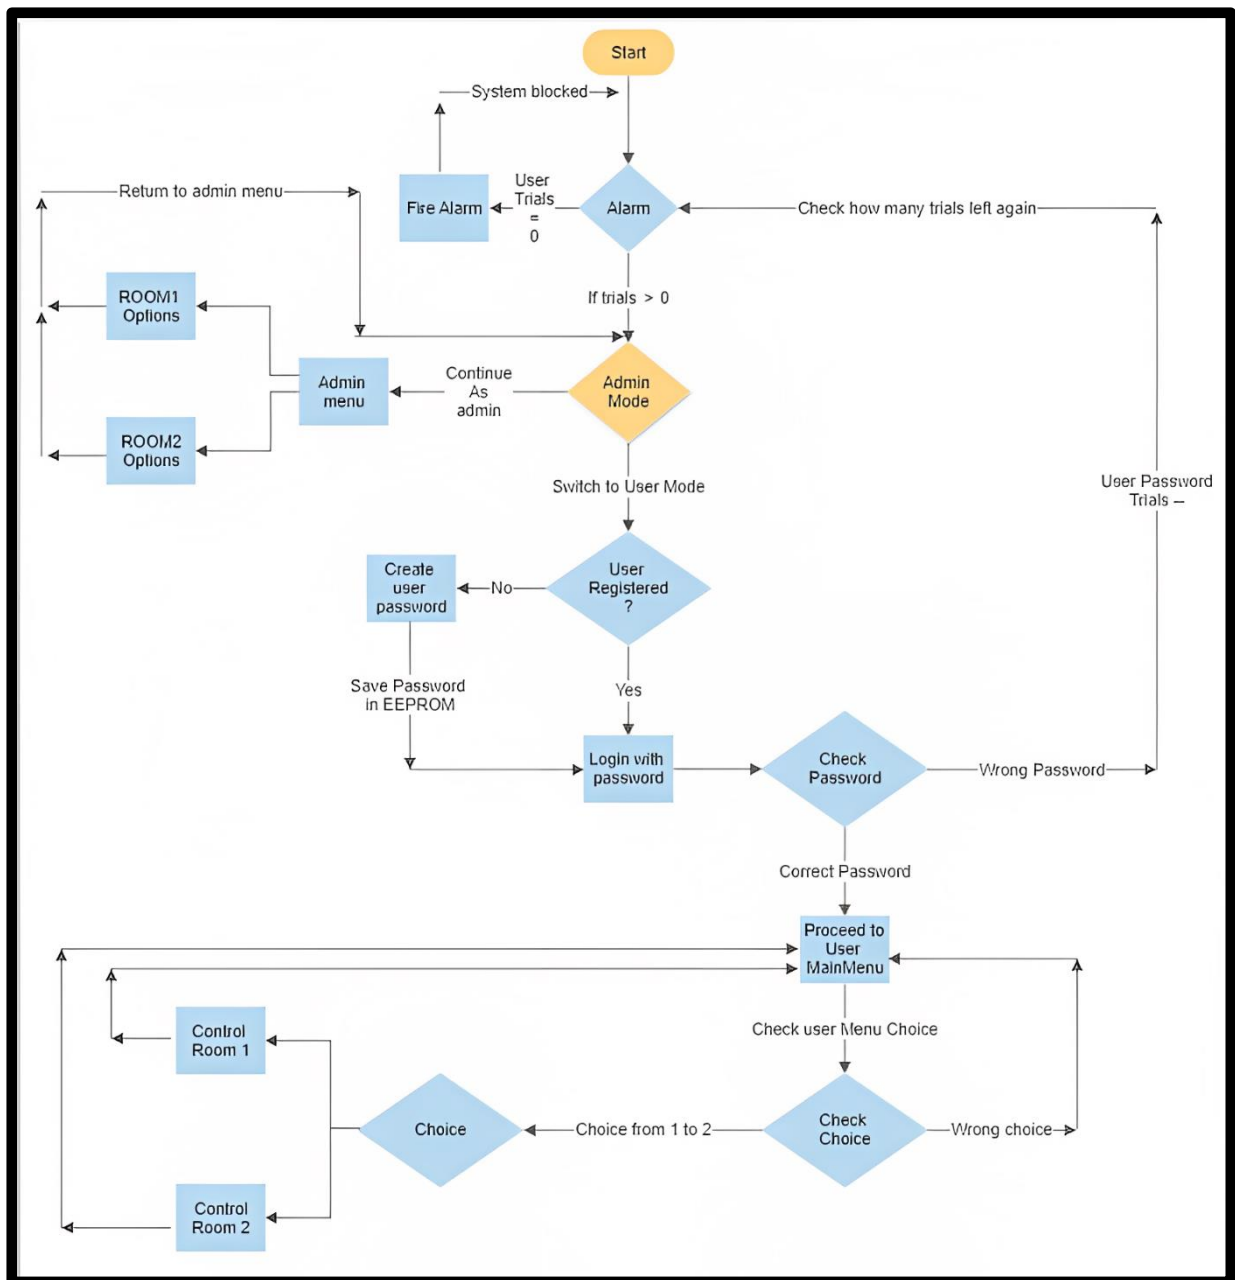 Start
System blocked
Return to admin menu
Fire Alarm
User
Trials
=
0
Alarm
Check how many trials left again
ROOM1
Options
If trials > 0
Admin
menu
Continue
As
admin
Admin
Mode
ROOM2
Options
Switch to User Mode
User Password
Trials --
Create
user
password
No
User
Registered
?
Save Password
in EEPROM
Yes
Login with
password
Check
Password
Wrong Password
Correct Password
Proceed to
User
MainMenu
Control
Room 1
Check user Menu Choice
Choice
Choice from 1 to 2
Check
Choice
Wrong choice
Control
Room 2